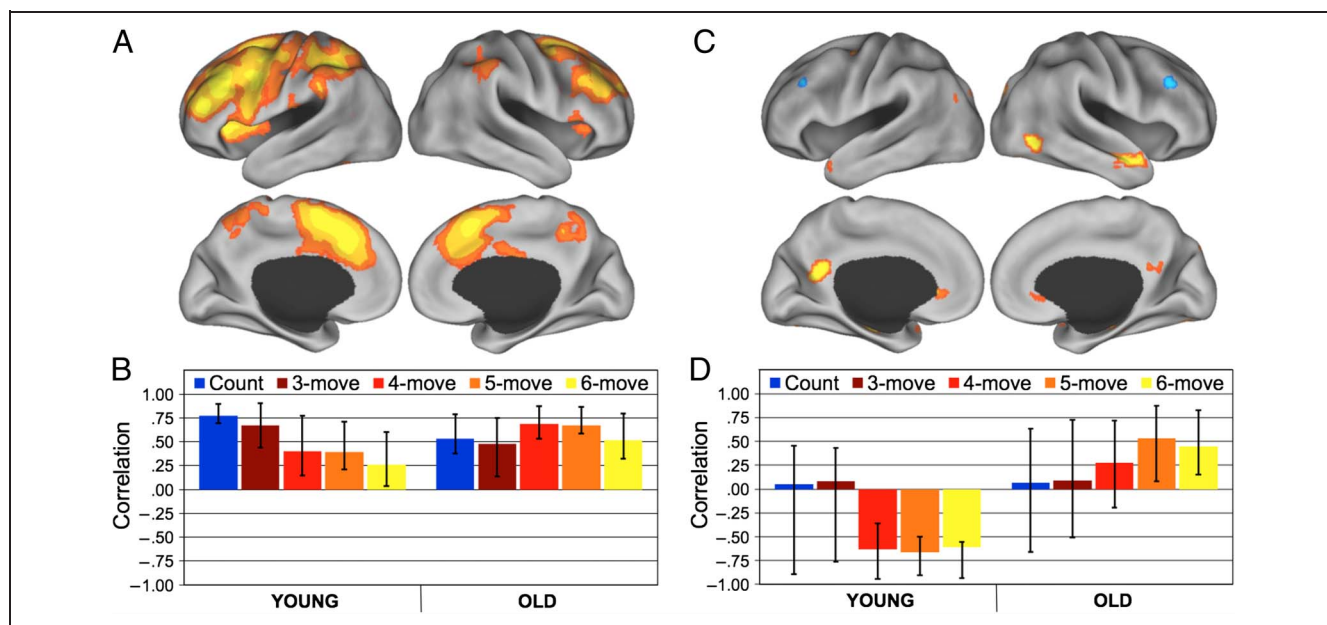 A
C
B
Count 3-move 4-move 5-move 6-move
1.00
.75
.50
.25
.00
–.25
–.50
–.75
–1.00
Correlation
YOUNG OLD
D
Count 3-move 4-move 5-move 6-move
1.00
.75
.50
.25
.00
–.25
–.50
–.75
–1.00
Correlation
YOUNG OLD